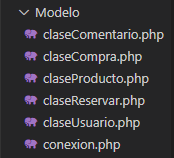 Modelo
claseComentario.php
claseCompra.php
claseProducto.php
claseReservar.php
claseUsuario.php
conexion.php